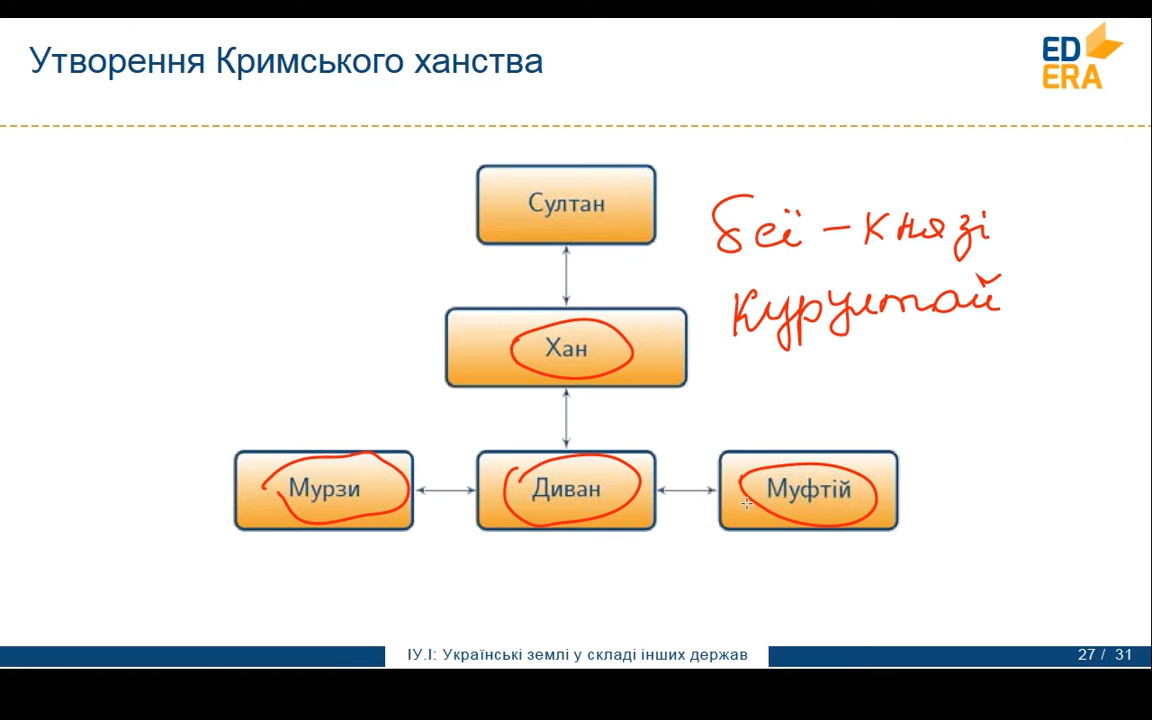 Утворення Кримського ханства
ED
ERA
Султан
беї – князі
Курултай
Хан
Мурзи
Диван
Муфтій
ІУ.І: Українські землі у складі інших держав
27 / 31